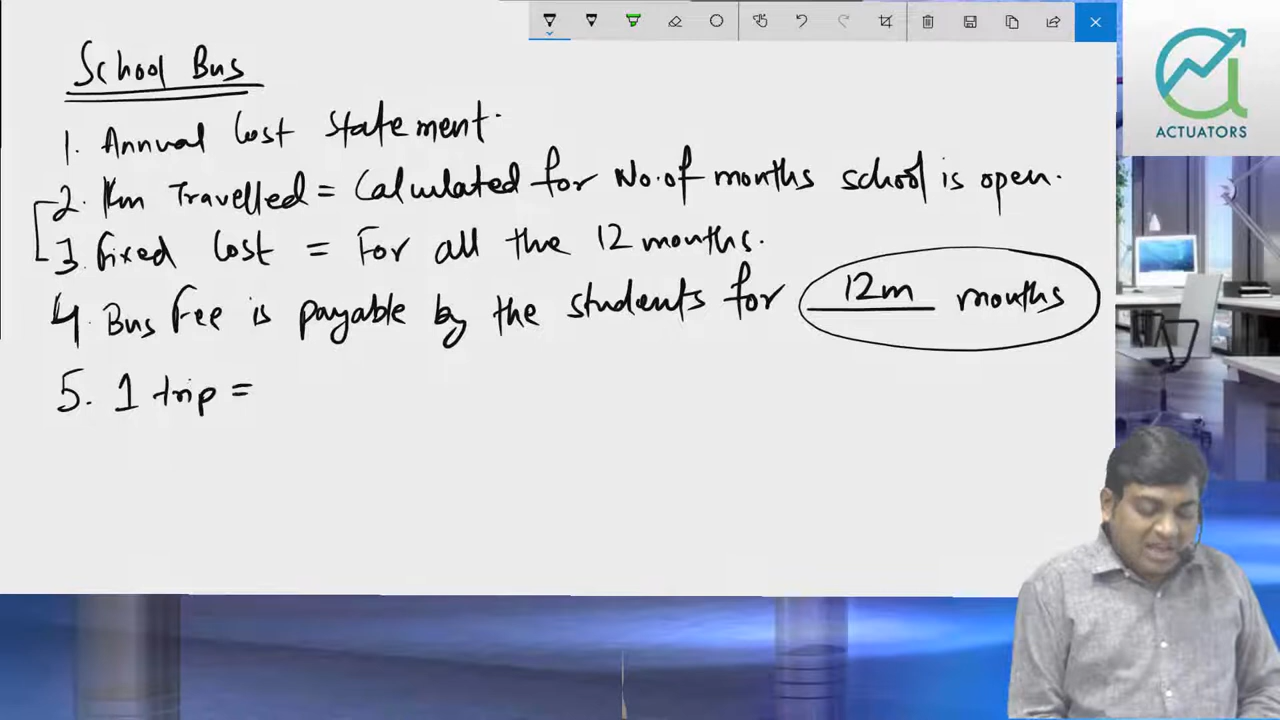 School Bus
1. Annual Cost Statement.
2. Km Travelled = Calculated for No. of months school is open.
3. Fixed Cost = For all the 12 months.
4. Bus Fee is payable by the students for 12m months
5. 1 trip =
ACTUATORS